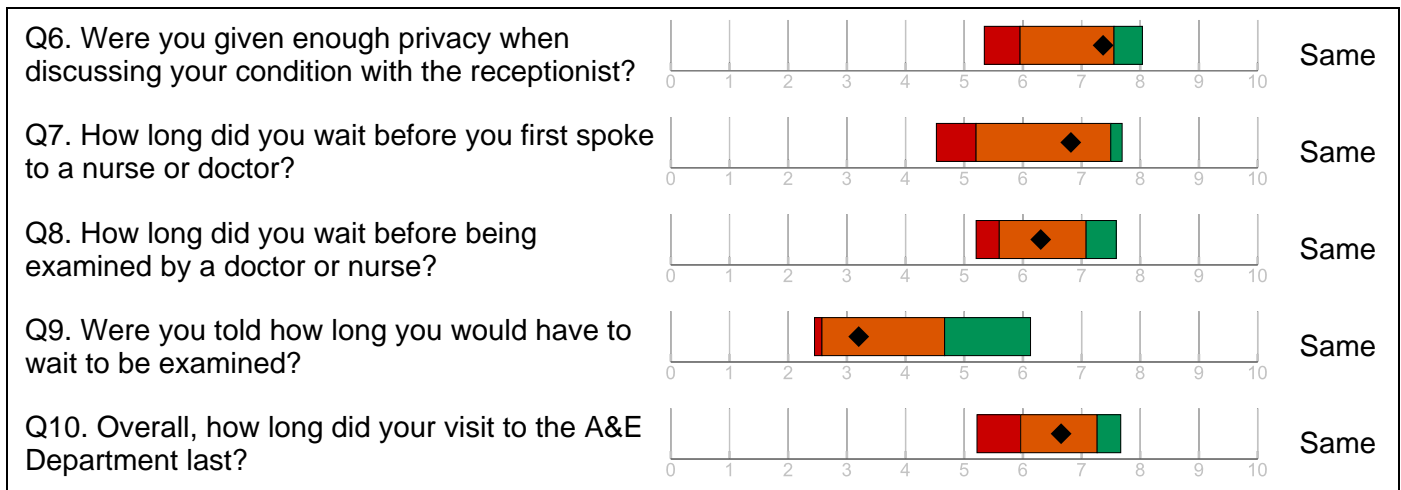 Q6. Were you given enough privacy when
discussing your condition with the receptionist?
0 1 2 3 4 5 6 7 8 9 10
Same
Q7. How long did you wait before you first spoke
to a nurse or doctor?
0 1 2 3 4 5 6 7 8 9 10
Same
Q8. How long did you wait before being
examined by a doctor or nurse?
0 1 2 3 4 5 6 7 8 9 10
Same
Q9. Were you told how long you would have to
wait to be examined?
0 1 2 3 4 5 6 7 8 9 10
Same
Q10. Overall, how long did your visit to the A&E
Department last?
0 1 2 3 4 5 6 7 8 9 10
Same